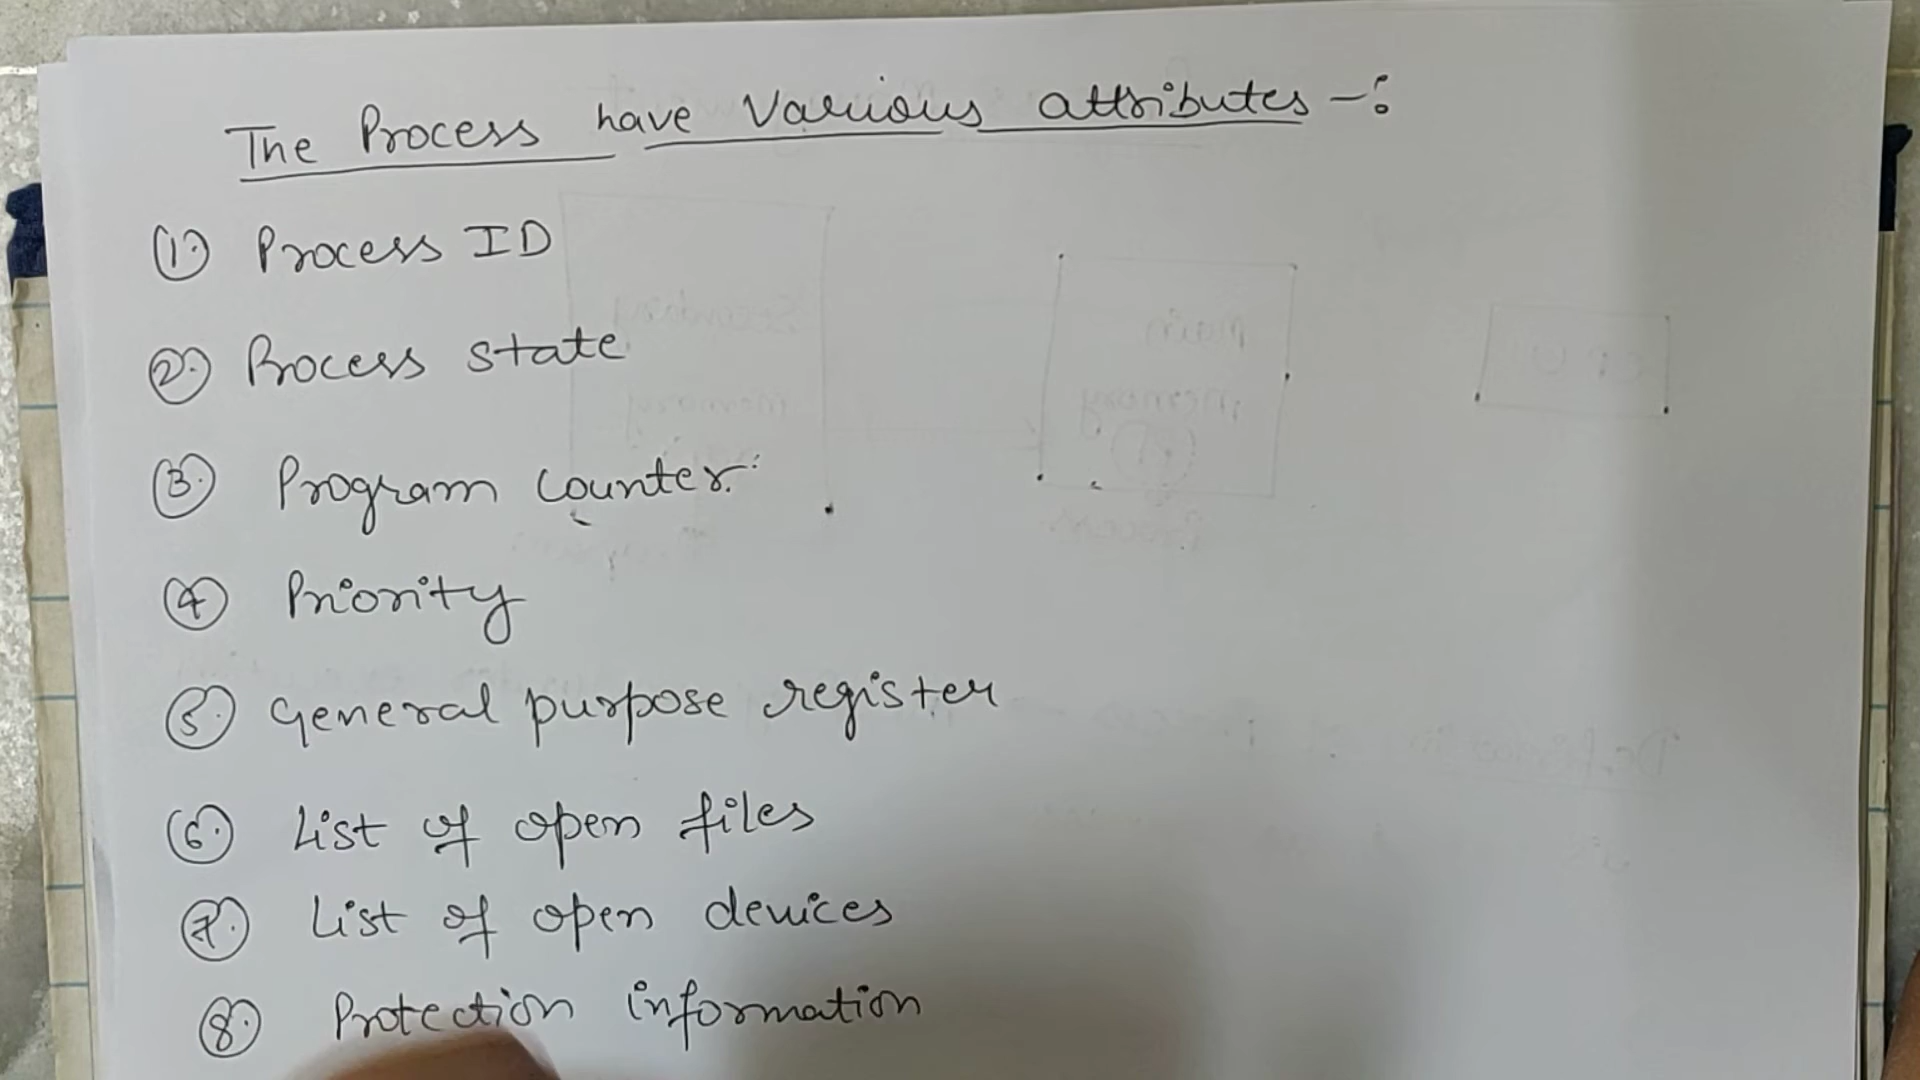 The Process have Various attributes -:
1. Process ID
2. Process state
3. Program counter:
4. Priority
5. General purpose register
6. List of open files
7. List of open devices
8. Protection information